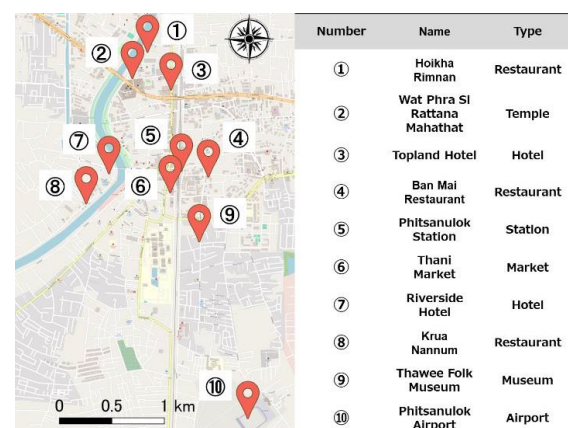 ①
②
③
④
⑤
⑥
⑦
⑧
⑨
⑩
0 0.5 1 km
Number Name Type
① Hoikha Rimnan Restaurant
② Wat Phra Si Rattana Mahathat Temple
③ Topland Hotel Hotel
④ Ban Mai Restaurant Restaurant
⑤ Phitsanulok Station Station
⑥ Thani Market Market
⑦ Riverside Hotel Hotel
⑧ Krua Nannum Restaurant
⑨ Thawee Folk Museum Museum
⑩ Phitsanulok Airport Airport